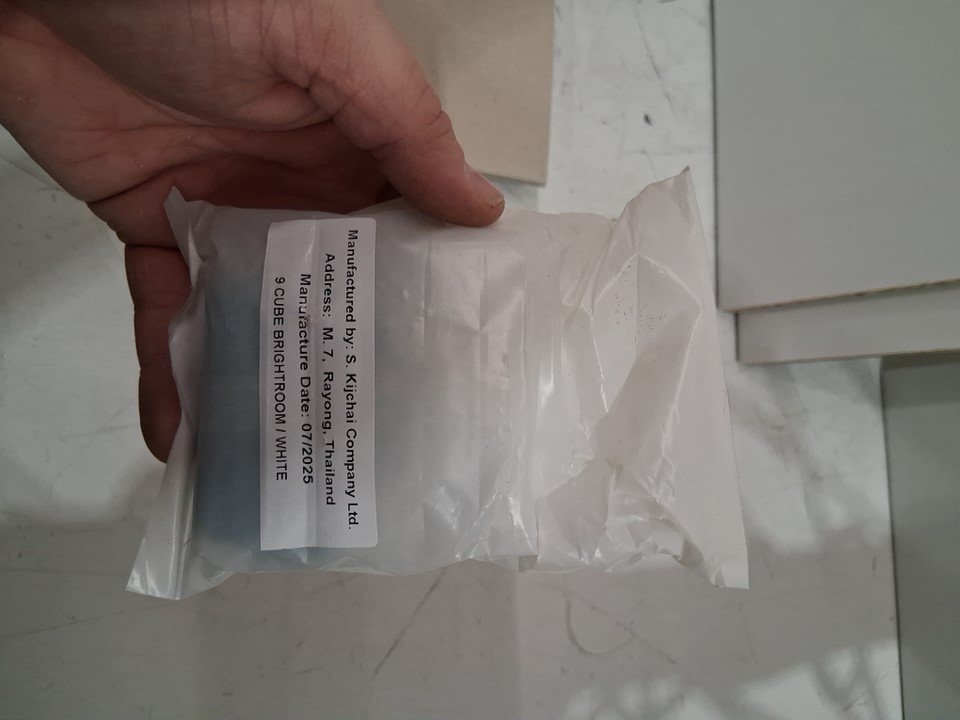 Manufactured by: S. Kijchai Company Ltd.
Address: M. 7, Rayong, Thailand
Manufacture Date: 07/2025
9 CUBE BRIGHTROOM / WHITE